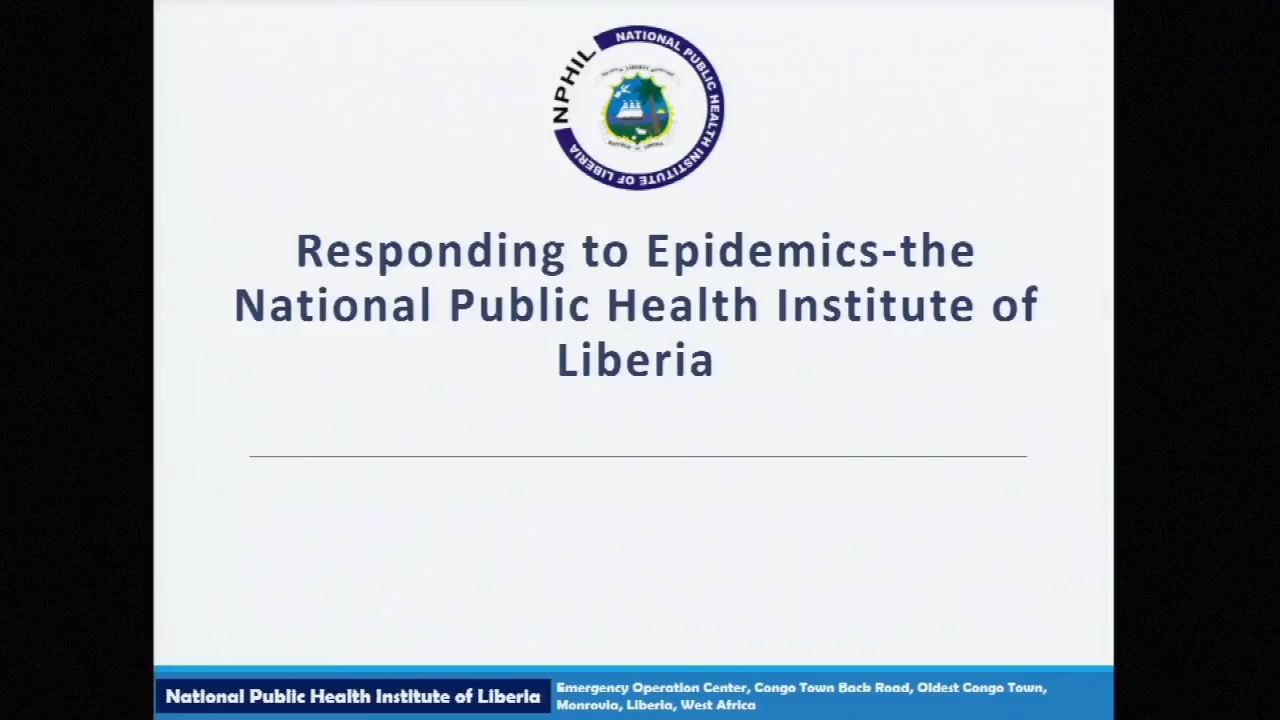 NPHIL
NATIONAL PUBLIC HEALTH INSTITUTE OF LIBERIA
Responding to Epidemics-the
National Public Health Institute of
Liberia
National Public Health Institute of Liberia
Emergency Operation Center, Congo Town Back Road, Oldest Congo Town,
Monrovia, Liberia, West Africa